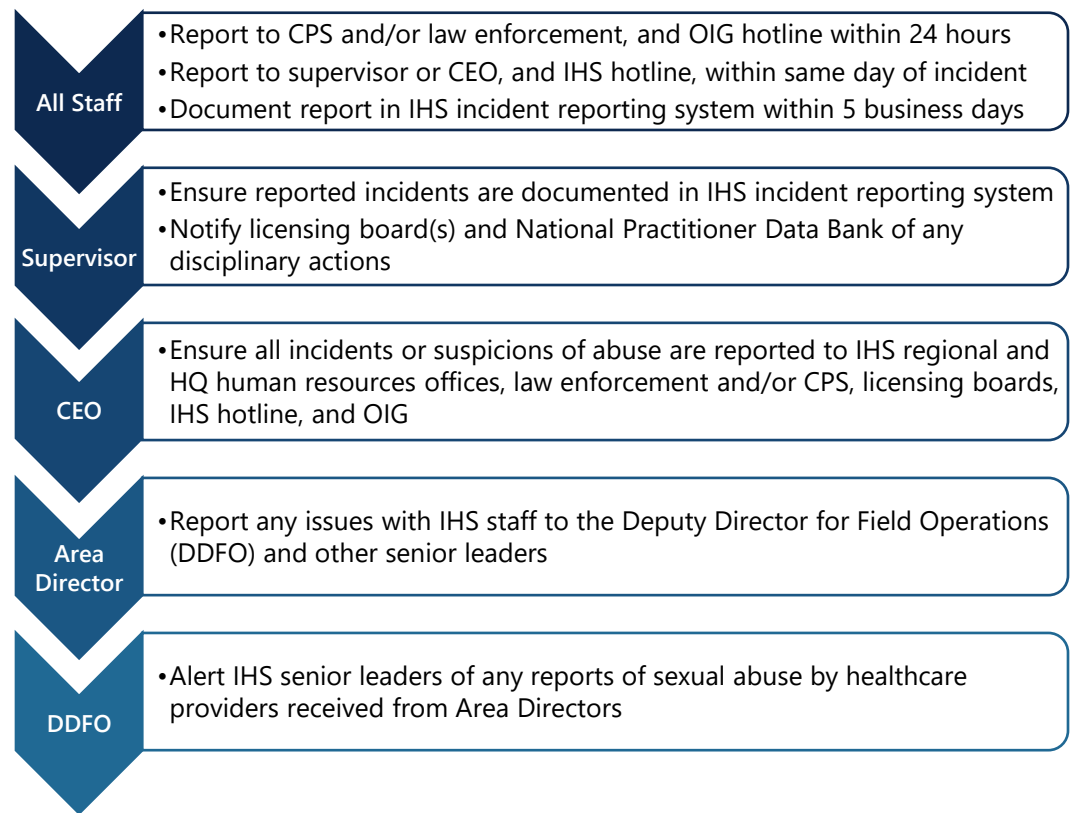 All Staff
•Report to CPS and/or law enforcement, and OIG hotline within 24 hours
•Report to supervisor or CEO, and IHS hotline, within same day of incident
•Document report in IHS incident reporting system within 5 business days
Supervisor
•Ensure reported incidents are documented in IHS incident reporting system
•Notify licensing board(s) and National Practitioner Data Bank of any
disciplinary actions
CEO
•Ensure all incidents or suspicions of abuse are reported to IHS regional and
HQ human resources offices, law enforcement and/or CPS, licensing boards,
IHS hotline, and OIG
Area
Director
•Report any issues with IHS staff to the Deputy Director for Field Operations
(DDFO) and other senior leaders
DDFO
•Alert IHS senior leaders of any reports of sexual abuse by healthcare
providers received from Area Directors